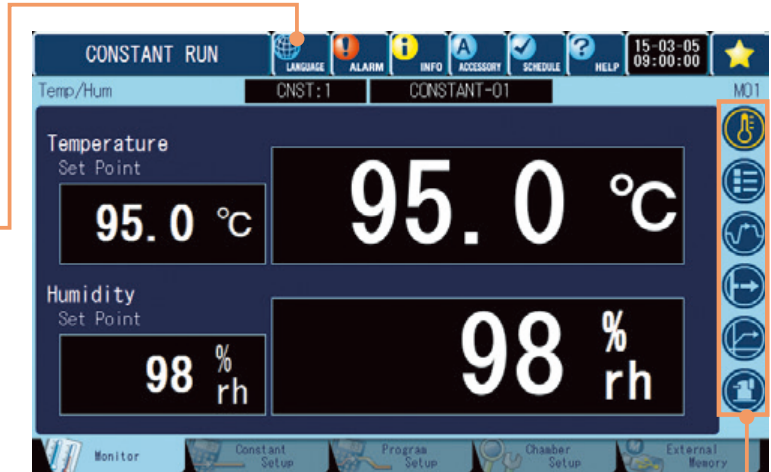 CONSTANT RUN
LANGUAGE
ALARM
INFO
ACCESSORY
SCHEDULE
HELP
15-03-05
09:00:00
Temp/Hum
CNST:1
CONSTANT-01
M01
Temperature
Set Point
95.0 ℃
95.0 ℃
Humidity
Set Point
98 %
rh
98 %
rh
Monitor
Constant
Setup
Program
Setup
Chamber
Setup
External
Memory